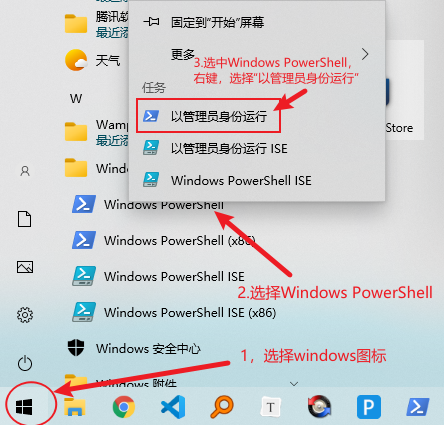 腾讯软
最近添
天气
W
Wamp
最近添
Windo
Windows PowerShell
Windows PowerShell (x86)
Windows PowerShell ISE
Windows PowerShell ISE (x86)
Windows 安全中心
Windows 附件
固定到"开始"屏幕
更多
任务
以管理员身份运行
以管理员身份运行 ISE
Windows PowerShell ISE
Store
3.选中Windows PowerShell，
右键，选择"以管理员份运行"
2.选择Windows PowerShell
1，选择windows图标
T
P